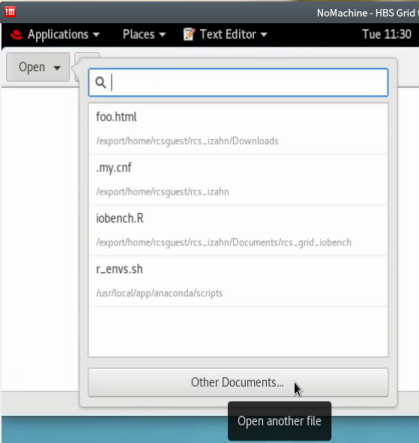 NoMachine - HBS Grid
Applications Places Text Editor Tue 11:30
Open
foo.html
/export/home/rcsguest/rcs_izahn/Downloads
.my.cnf
/export/home/rcsguest/rcs_izahn
iobench.R
/export/home/rcsguest/rcs_izahn/Documents/rcs_grid_iobench
r_envs.sh
/usr/local/app/anaconda/scripts
Other Documents...
Open another file